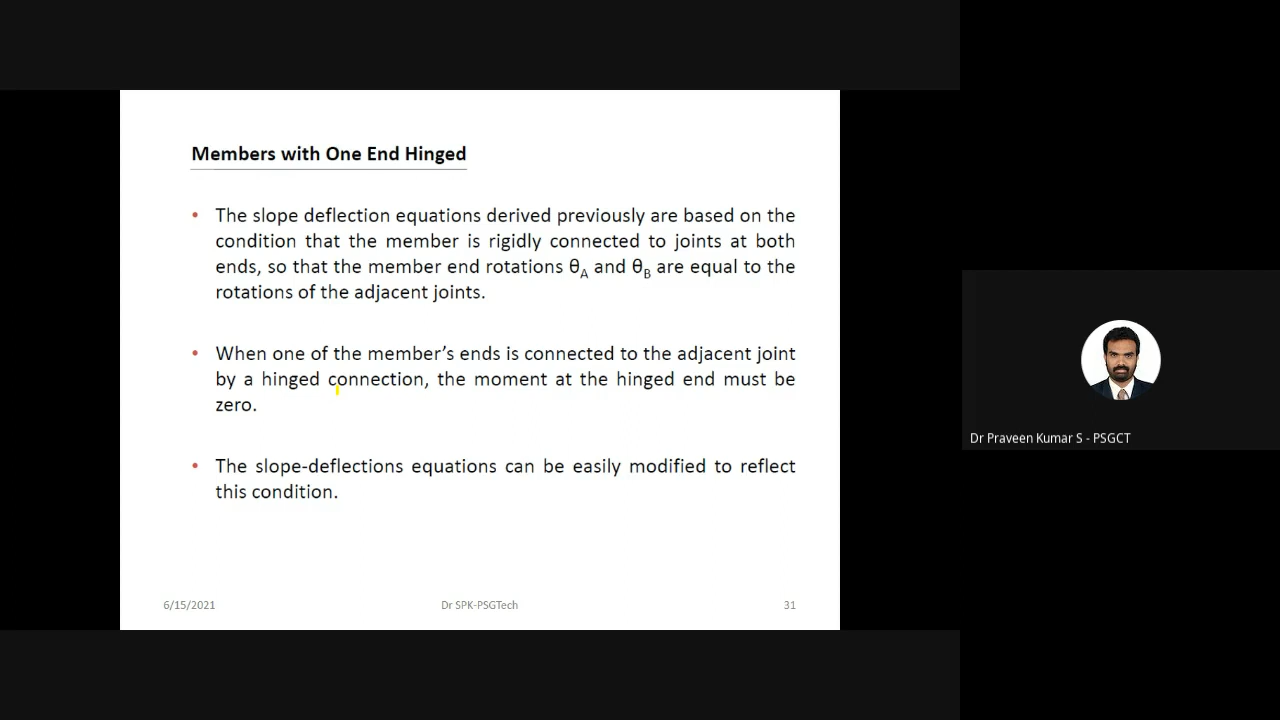 Members with One End Hinged
• The slope deflection equations derived previously are based on the
condition that the member is rigidly connected to joints at both
ends, so that the member end rotations θA and θB are equal to the
rotations of the adjacent joints.
• When one of the member’s ends is connected to the adjacent joint
by a hinged connection, the moment at the hinged end must be
zero.
• The slope-deflections equations can be easily modified to reflect
this condition.
6/15/2021
Dr SPK-PSGTech
31
Dr Praveen Kumar S - PSGCT